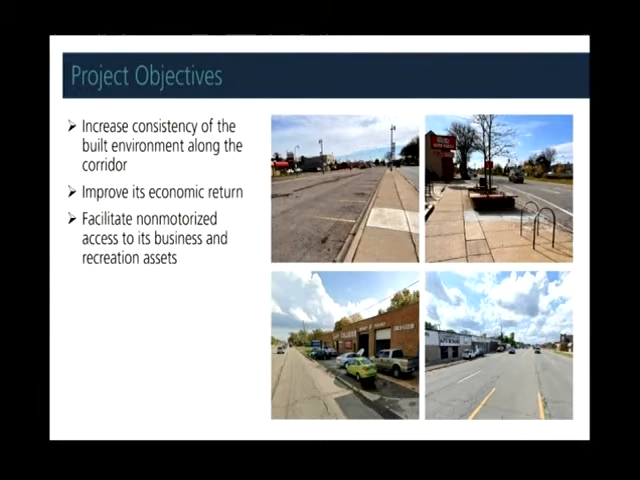 Project Objectives
Increase consistency of the
built environment along the
corridor
Improve its economic return
Facilitate nonmotorized
access to its business and
recreation assets